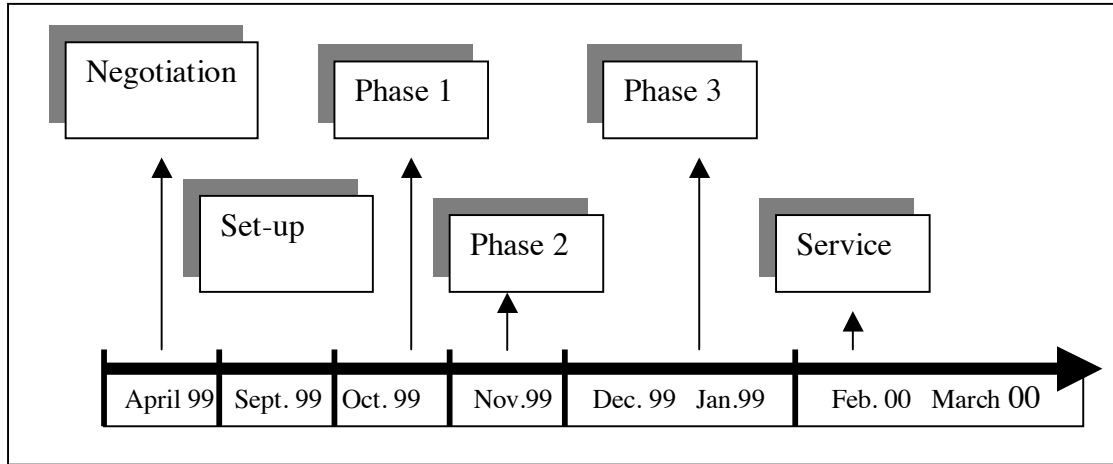 Negotiation
Phase 1
Phase 3
Set-up
Phase 2
Service
April 99 Sept. 99 Oct. 99 Nov.99 Dec. 99 Jan.99 Feb. 00 March 00